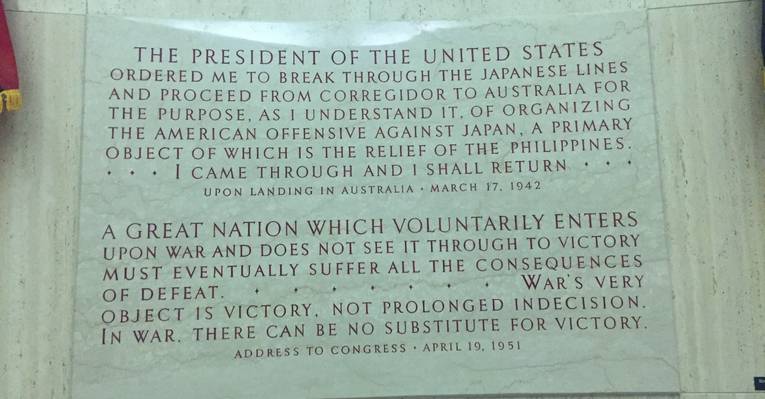 THE PRESIDENT OF THE UNITED STATES
ORDERED ME TO BREAK THROUGH THE JAPANESE LINES
AND PROCEED FROM CORREGIDOR TO AUSTRALIA FOR
THE PURPOSE, AS I UNDERSTAND IT, OF ORGANIZING
THE AMERICAN OFFENSIVE AGAINST JAPAN, A PRIMARY
OBJECT OF WHICH IS THE RELIEF OF THE PHILIPPINES.
· · · I CAME THROUGH AND I SHALL RETURN · · ·
UPON LANDING IN AUSTRALIA · MARCH 17, 1942
A GREAT NATION WHICH VOLUNTARILY ENTERS
UPON WAR AND DOES NOT SEE IT THROUGH TO VICTORY
MUST EVENTUALLY SUFFER ALL THE CONSEQUENCES
OF DEFEAT. · · · · · · · WAR'S VERY
OBJECT IS VICTORY, NOT PROLONGED INDECISION.
IN WAR, THERE CAN BE NO SUBSTITUTE FOR VICTORY.
ADDRESS TO CONGRESS · APRIL 19, 1951